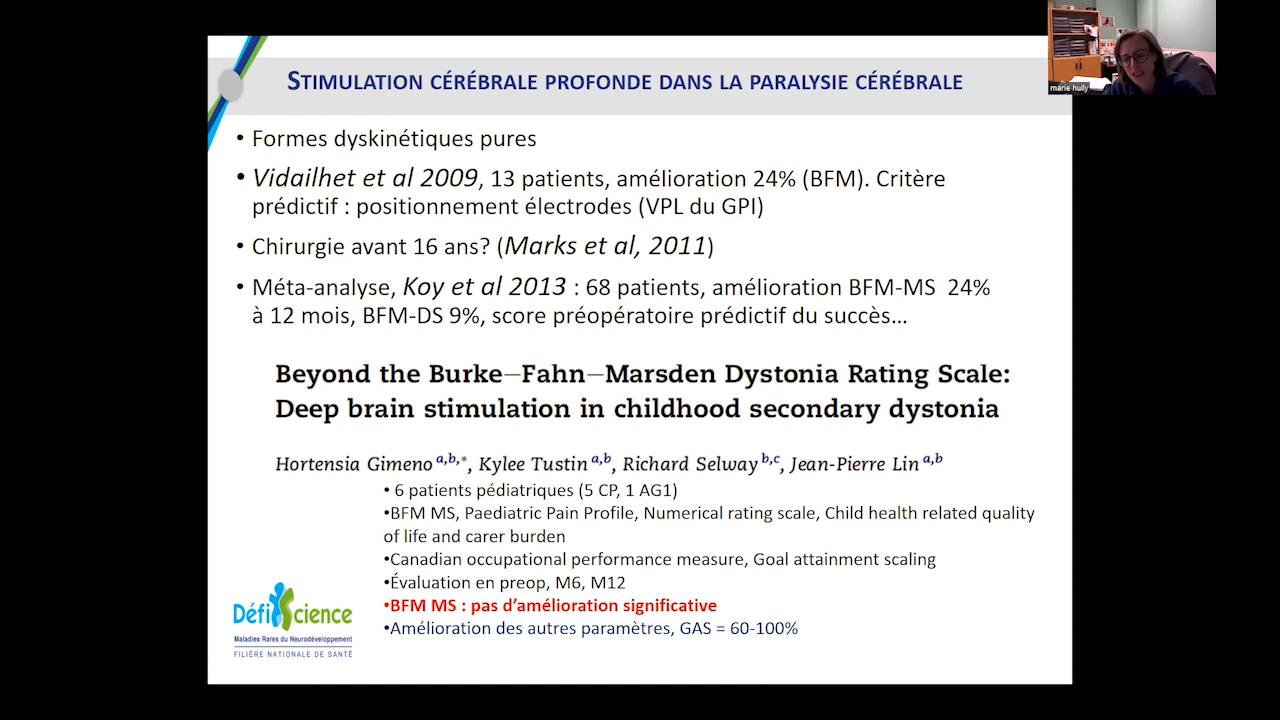 STIMULATION CÉRÉBRALE PROFONDE DANS LA PARALYSIE CÉRÉBRALE
marie hully
• Formes dyskinétiques pures
• Vidailhet et al 2009, 13 patients, amélioration 24% (BFM). Critère
prédictif : positionnement électrodes (VPL du GPI)
• Chirurgie avant 16 ans? (Marks et al, 2011)
• Méta-analyse, Koy et al 2013 : 68 patients, amélioration BFM-MS 24%
à 12 mois, BFM-DS 9%, score préopératoire prédictif du succès…
Beyond the Burke–Fahn–Marsden Dystonia Rating Scale:
Deep brain stimulation in childhood secondary dystonia
Hortensia Gimeno a,b,*, Kylee Tustin a,b, Richard Selway b,c, Jean-Pierre Lin a,b
• 6 patients pédiatriques (5 CP, 1 AG1)
•BFM MS, Paediatric Pain Profile, Numerical rating scale, Child health related quality
of life and carer burden
•Canadian occupational performance measure, Goal attainment scaling
•Évaluation en preop, M6, M12
•BFM MS : pas d’amélioration significative
•Amélioration des autres paramètres, GAS = 60-100%
DéfiScience
Maladies Rares du Neurodéveloppement
FILIÈRE NATIONALE DE SANTÉ